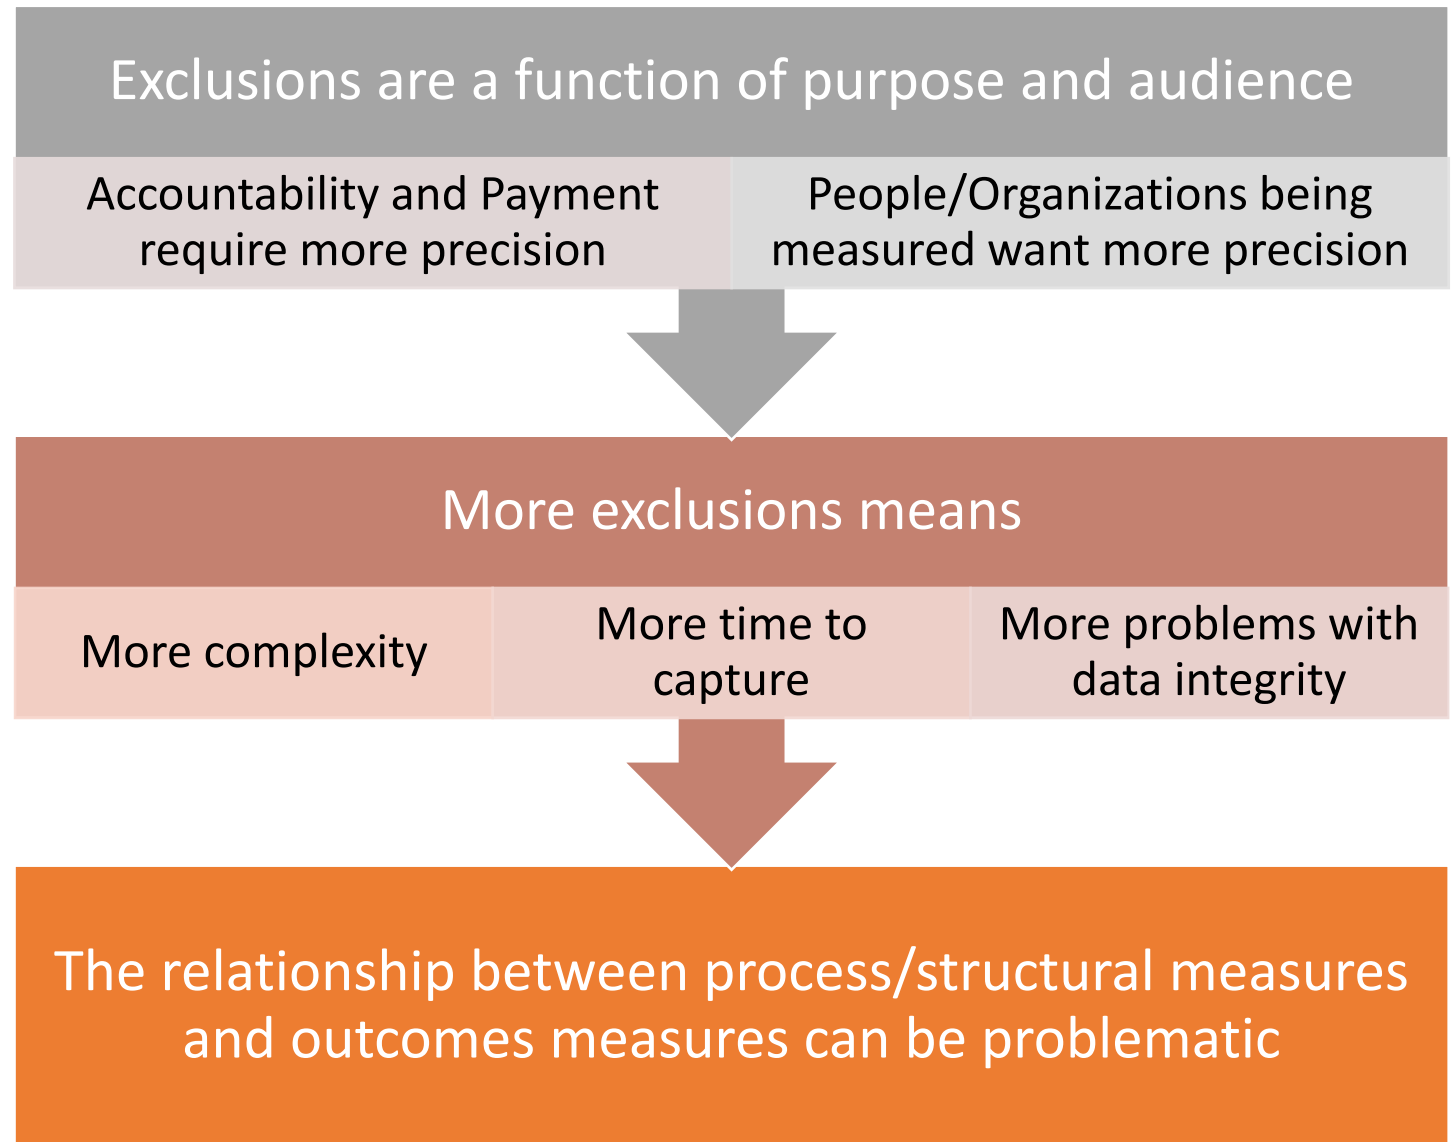 Exclusions are a function of purpose and audience
Accountability and Payment
require more precision
People/Organizations being
measured want more precision
More exclusions means
More complexity
More time to
capture
More problems with
data integrity
The relationship between process/structural measures
and outcomes measures can be problematic